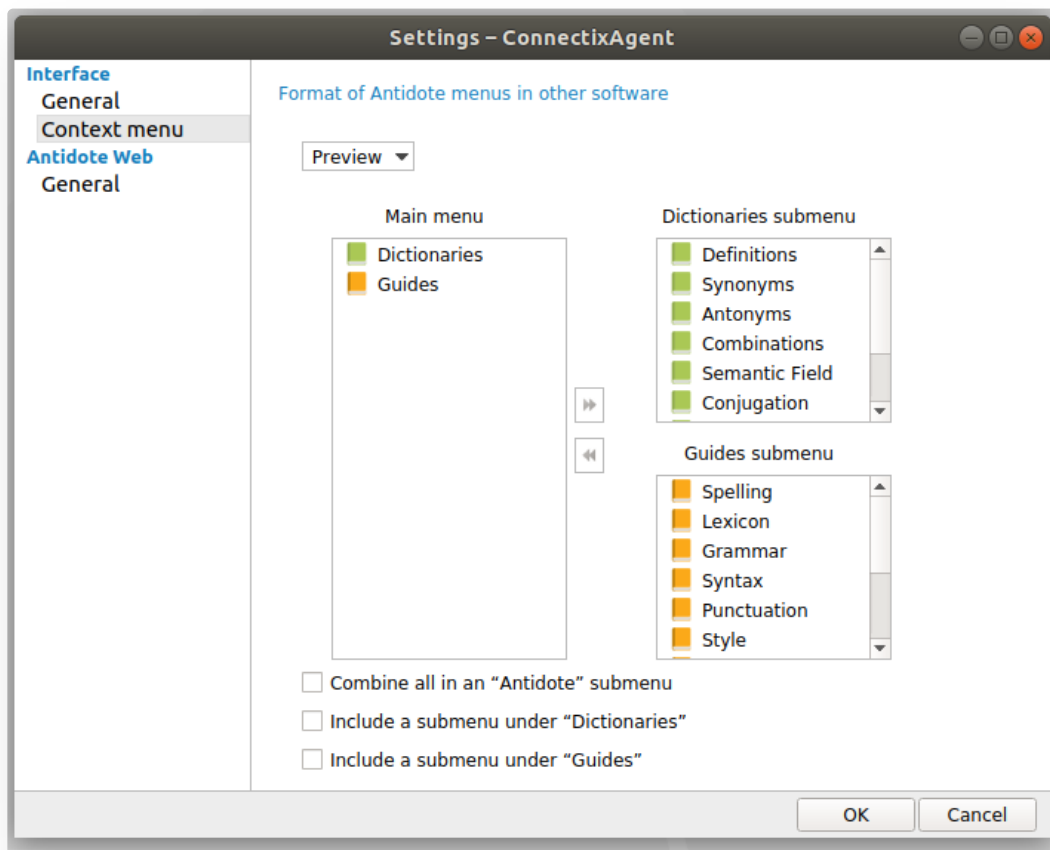 Settings – ConnectixAgent
Interface
General
Context menu
Antidote Web
General
Format of Antidote menus in other software
Preview
Main menu
Dictionaries
Guides
Dictionaries submenu
Definitions
Synonyms
Antonyms
Combinations
Semantic Field
Conjugation
Guides submenu
Spelling
Lexicon
Grammar
Syntax
Punctuation
Style
Combine all in an “Antidote” submenu
Include a submenu under “Dictionaries”
Include a submenu under “Guides”
OK
Cancel